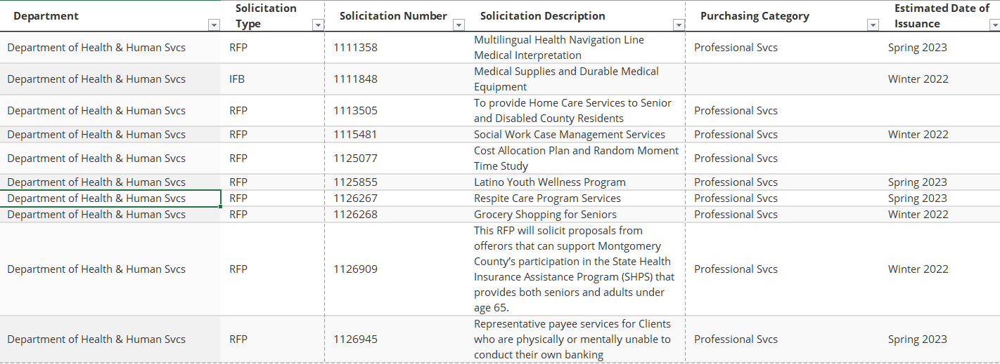 Department
Solicitation
Type
Solicitation Number
Solicitation Description
Purchasing Category
Estimated Date of
Issuance
Department of Health & Human Svcs
RFP
1111358
Multilingual Health Navigation Line
Medical Interpretation
Professional Svcs
Spring 2023
Department of Health & Human Svcs
IFB
1111848
Medical Supplies and Durable Medical
Equipment
Winter 2022
Department of Health & Human Svcs
RFP
1113505
To provide Home Care Services to Senior
and Disabled County Residents
Professional Svcs
Department of Health & Human Svcs
RFP
1115481
Social Work Case Management Services
Professional Svcs
Winter 2022
Department of Health & Human Svcs
RFP
1125077
Cost Allocation Plan and Random Moment
Time Study
Professional Svcs
Department of Health & Human Svcs
RFP
1125855
Latino Youth Wellness Program
Professional Svcs
Spring 2023
Department of Health & Human Svcs
RFP
1126267
Respite Care Program Services
Professional Svcs
Spring 2023
Department of Health & Human Svcs
RFP
1126268
Grocery Shopping for Seniors
Professional Svcs
Winter 2022
Department of Health & Human Svcs
RFP
1126909
This RFP will solicit proposals from
offerors that can support Montgomery
County’s participation in the State Health
Insurance Assistance Program (SHPS) that
provides both seniors and adults under
age 65.
Professional Svcs
Winter 2022
Department of Health & Human Svcs
RFP
1126945
Representative payee services for Clients
who are physically or mentally unable to
conduct their own banking
Professional Svcs
Spring 2023